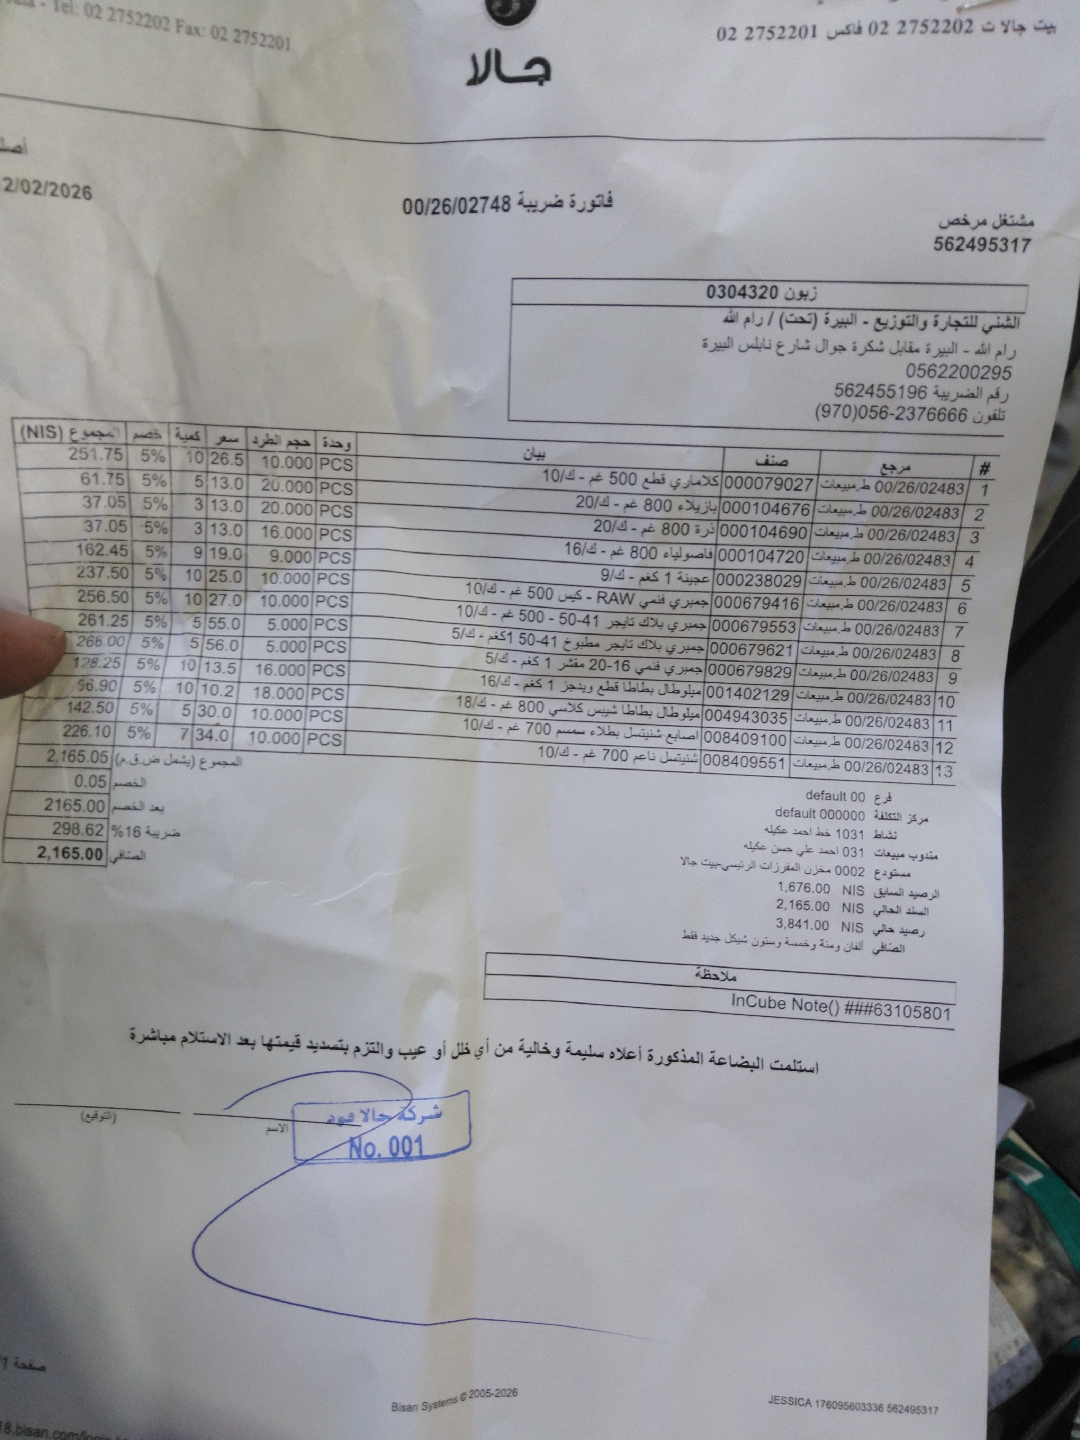 Tel: 02 2752202 Fax: 02 2752201
بيت جالا ت 2752202 02 فاكس 2752201 02
جالا
2/02/2026
فاتورة ضريبة 00/26/02748
مشتغل مرخص
562495317
زبون 0304320
الشني للتجارة والتوزيع - البيرة (تحت) / رام الله
رام الله - البيرة مقابل شكرة جوال شارع نابلس البيرة
0562200295
رقم الضريبة 562455196
تلفون 056-2376666(970)
# مرجع صنف بيان وحدة حجم الطرد سعر كمية خصم المجموع (NIS)
1 00/26/02483 ط.مبيعات 000079027 كلاماري قطع 500 غم - ك/10 PCS 10.000 26.5 10 5% 251.75
2 00/26/02483 ط.مبيعات 000104676 بازيلاء 800 غم - ك/20 PCS 20.000 13.0 5 5% 61.75
3 00/26/02483 ط.مبيعات 000104690 ذرة 800 غم - ك/20 PCS 20.000 13.0 3 5% 37.05
4 00/26/02483 ط.مبيعات 000104720 فاصولياء 800 غم - ك/16 PCS 16.000 13.0 3 5% 37.05
5 00/26/02483 ط.مبيعات 000238029 عجينة 1 كغم - ك/9 PCS 9.000 19.0 9 5% 162.45
6 00/26/02483 ط.مبيعات 000679416 جمبري فنمي RAW - كيس 500 غم - ك/10 PCS 10.000 25.0 10 5% 237.50
7 00/26/02483 ط.مبيعات 000679553 جمبري بلاك تايجر 41-50 - 500 غم - ك/10 PCS 10.000 27.0 10 5% 256.50
8 00/26/02483 ط.مبيعات 000679621 جمبري بلاك تايجر مطبوخ 41-50 1كغم - ك/5 PCS 5.000 55.0 5 5% 261.25
9 00/26/02483 ط.مبيعات 000679829 جمبري فنمي 16-20 مقشر 1 كغم - ك/5 PCS 5.000 56.0 5 5% 266.00
10 00/26/02483 ط.مبيعات 001402129 ميلوطال بطاطا قطع ويدجز 1 كغم - ك/16 PCS 16.000 13.5 10 5% 128.25
11 00/26/02483 ط.مبيعات 004943035 ميلوطال بطاطا شيبس كلاسي 800 غم - ك/18 PCS 18.000 10.2 10 5% 96.90
12 00/26/02483 ط.مبيعات 008409100 اصابع شنيتسل بطلاء سمسم 700 غم - ك/10 PCS 10.000 30.0 5 5% 142.50
13 00/26/02483 ط.مبيعات 008409551 شنيتسل ناعم 700 غم - ك/10 PCS 10.000 34.0 7 5% 226.10
المجموع (يشمل ض.ق.م) 2,165.05
الخصم 0.05
بعد الخصم 2165.00
ضريبة 16% 298.62
الصافي 2,165.00
فرع 00 default
مركز التكلفة 000000 default
نشاط 1031 خط احمد عكيله
مندوب مبيعات 031 احمد علي حسن عكيله
مستودع 0002 مخزن المفرزات الرئيسي-بيت جالا
الرصيد السابق NIS 1,676.00
السند الحالي NIS 2,165.00
رصيد حالي NIS 3,841.00
الصافي ألفان ومئة وخمسة وستون شيكل جديد فقط
ملاحظة
InCube Note() ###63105801
استلمت البضاعة المذكورة أعلاه سليمة وخالية من أي خلل أو عيب والتزم بتسديد قيمتها بعد الاستلام مباشرة
الاسم
(التوقيع)
شركة جالا فود
No. 001
صفحة 1/
Bisan Systems © 2005-2026
JESSICA 176095603336 562495317